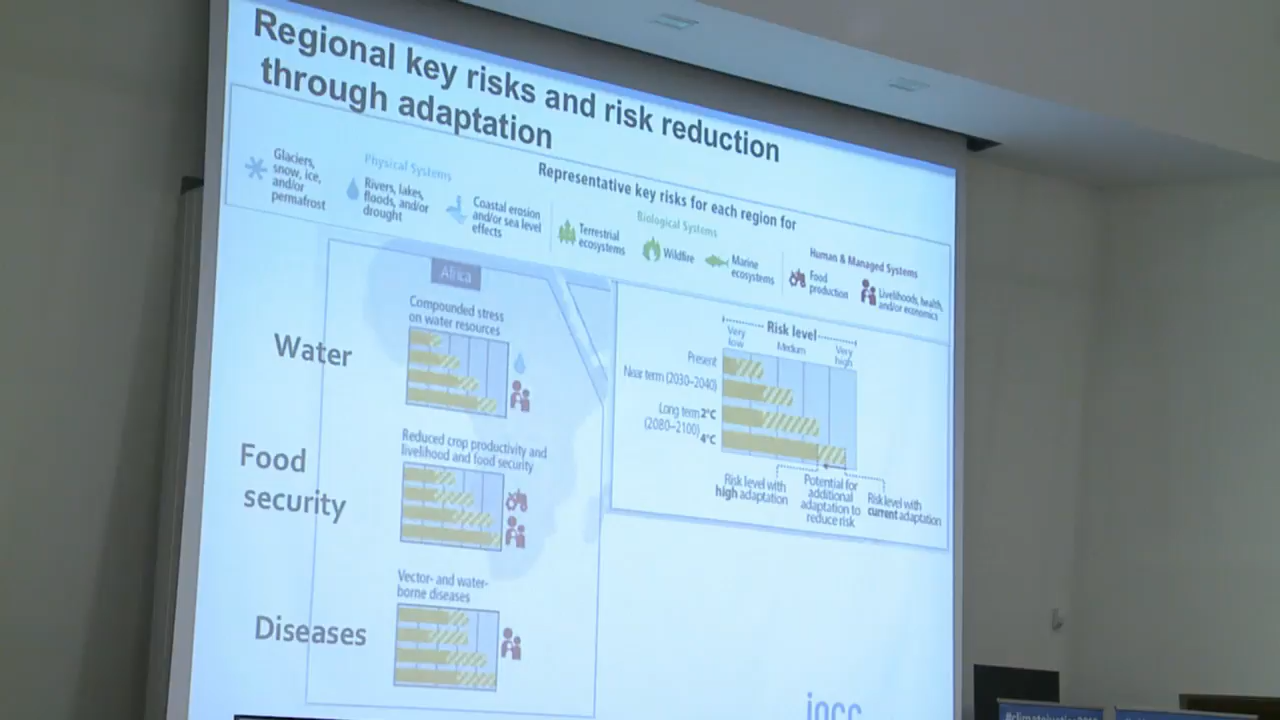 Regional key risks and risk reduction
through adaptation
Representative key risks for each region for
Physical Systems
Glaciers,
snow, ice,
and/or
permafrost
Rivers, lakes,
floods, and/or
drought
Coastal erosion
and/or sea level
effects
Biological Systems
Terrestrial
ecosystems
Wildfire
Marine
ecosystems
Human & Managed Systems
Food
production
Livelihoods, health,
and/or economics
Africa
Water
Compounded stress
on water resources
Food
security
Reduced crop productivity and
livelihood and food security
Diseases
Vector- and water-
borne diseases
Risk level
Very
low
Medium
Very
high
Present
Near term (2030–2040)
Long term 2°C
(2080–2100)
4°C
Risk level with
high adaptation
Potential for
additional
adaptation to
reduce risk
Risk level with
current adaptation
ipcc